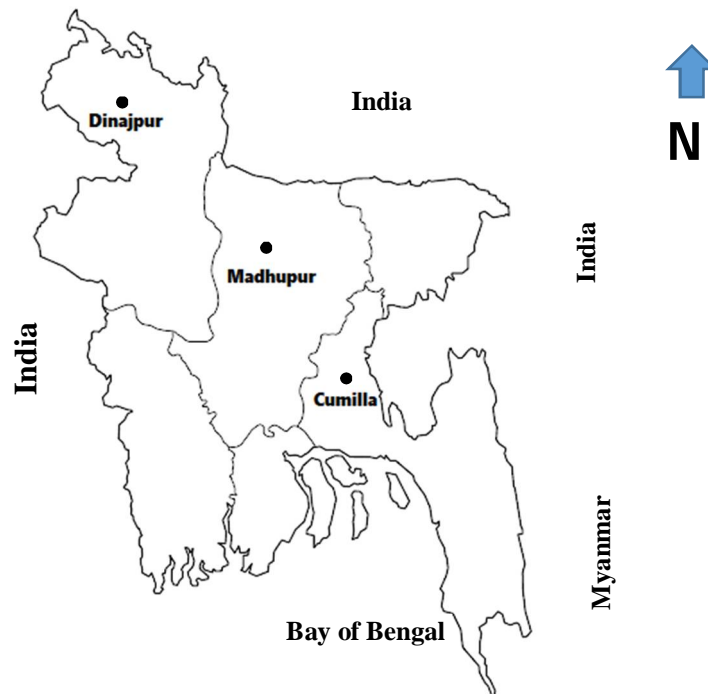 India
N
Dinajpur
India
Madhupur
India
Cumilla
Myanmar
Bay of Bengal